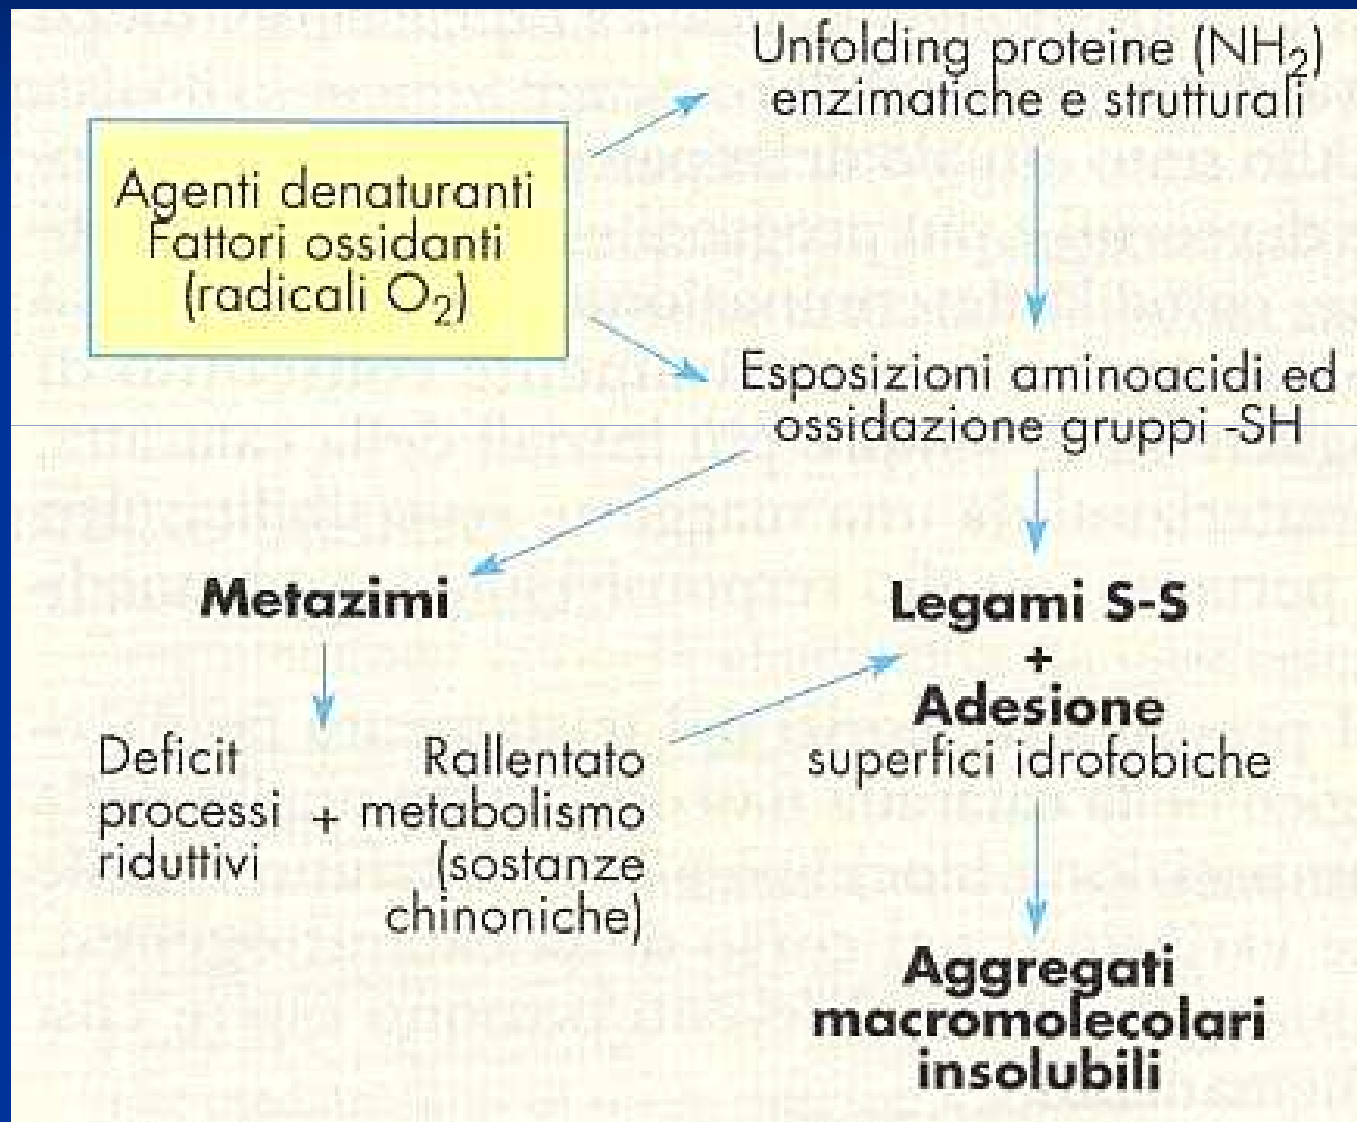 Unfolding proteine (NH₂)
enzimatiche e strutturali
Agenti denaturanti
Fattori ossidanti
(radicali O₂)
Esposizioni aminoacidi ed
ossidazione gruppi -SH
Metazimi
Legami S-S
+
Adesione
superfici idrofobiche
Deficit
processi
riduttivi
+
Rallentato
metabolismo
(sostanze
chinoniche)
Aggregati
macromolecolari
insolubili